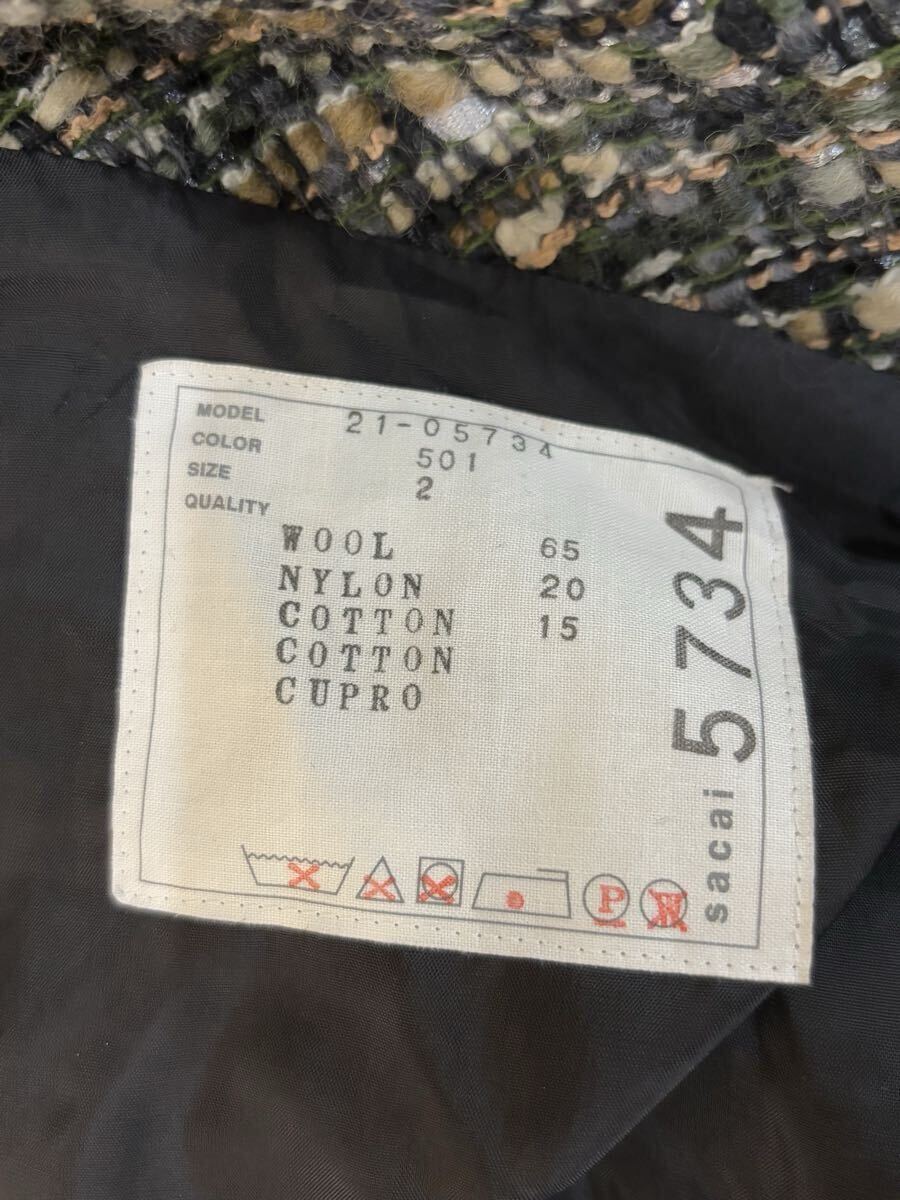 MODEL 21-05734
COLOR 501
SIZE 2
QUALITY
WOOL 65
NYLON 20
COTTON 15
COTTON
CUPRO
sacai 5734
P
W